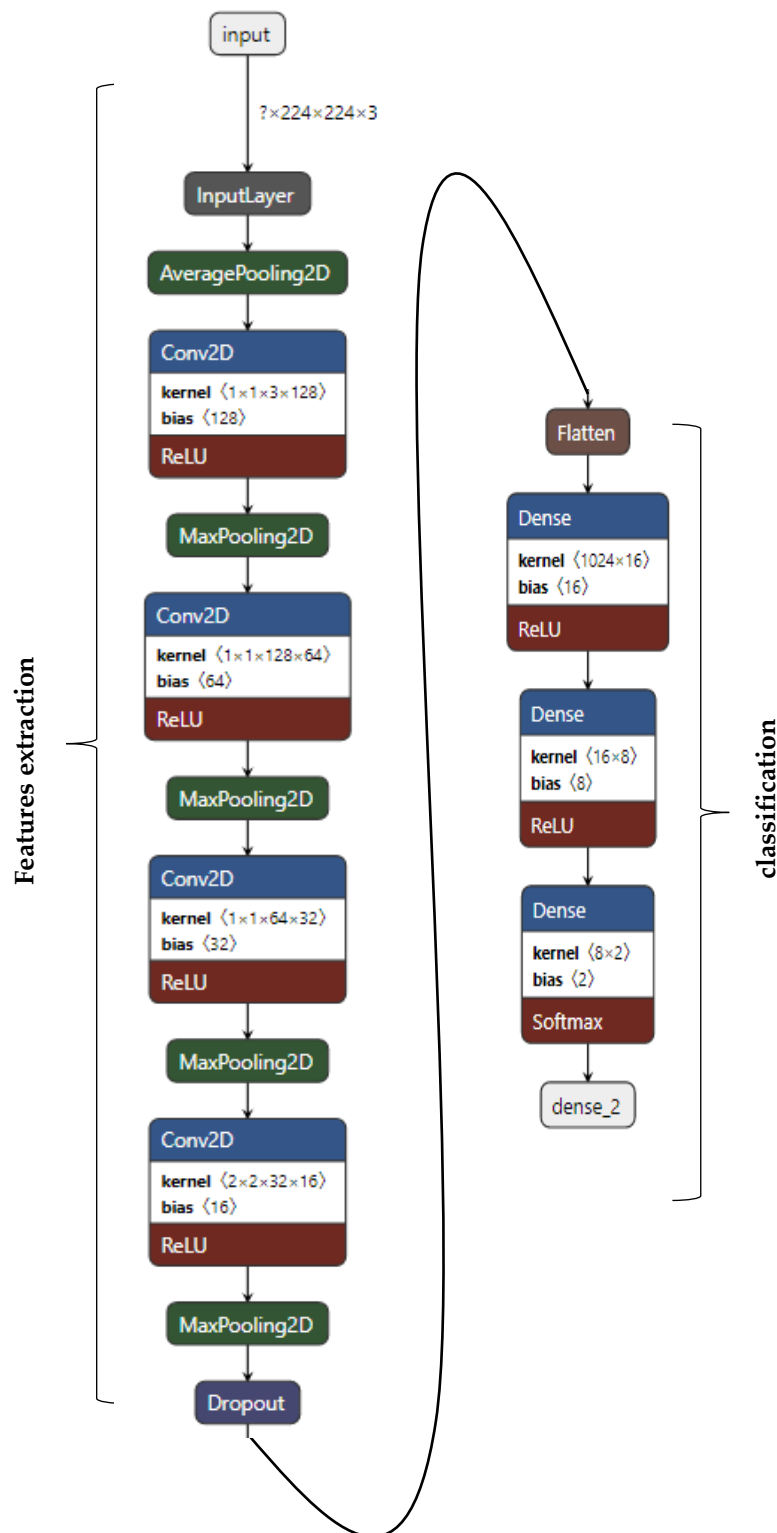 input
?×224×224×3
InputLayer
AveragePooling2D
Conv2D
kernel ⟨1×1×3×128⟩
bias ⟨128⟩
ReLU
MaxPooling2D
Conv2D
kernel ⟨1×1×128×64⟩
bias ⟨64⟩
ReLU
MaxPooling2D
Conv2D
kernel ⟨1×1×64×32⟩
bias ⟨32⟩
ReLU
MaxPooling2D
Conv2D
kernel ⟨2×2×32×16⟩
bias ⟨16⟩
ReLU
MaxPooling2D
Dropout
Features extraction
Flatten
Dense
kernel ⟨1024×16⟩
bias ⟨16⟩
ReLU
Dense
kernel ⟨16×8⟩
bias ⟨8⟩
ReLU
Dense
kernel ⟨8×2⟩
bias ⟨2⟩
Softmax
dense_2
classification